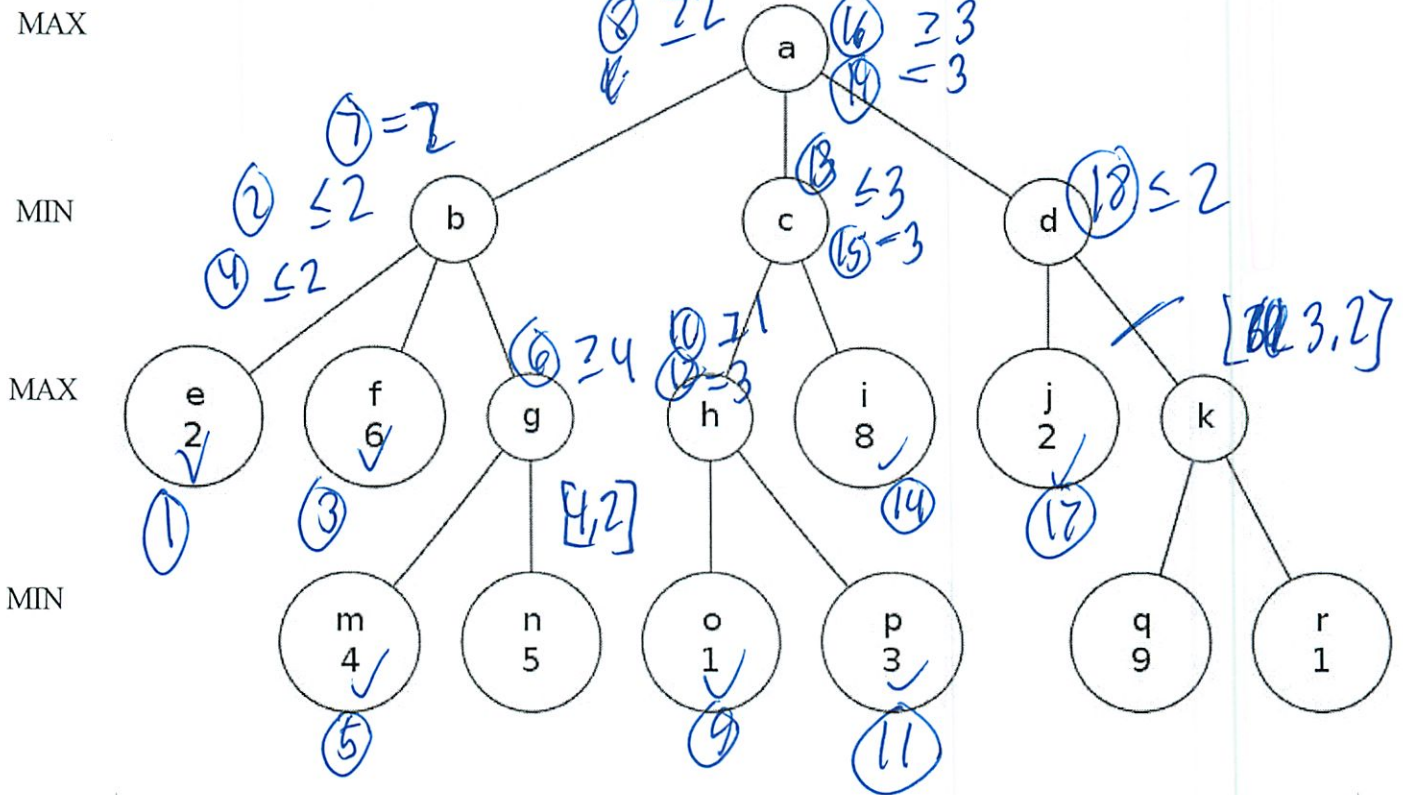 MAX
⑧ ≥2
a
⑯ ≥3
⑲ =3
⑦ =2
MIN
② ≤2
④ ≤2
b
⑬ ≤3
c
⑮ =3
d
⑱ ≤2
MAX
e
2
①
f
6
③
⑥ ≥4
g
[4,2]
⑩ ≥1
⑫ =3
h
i
8
⑭
j
2
⑰
k
3,2]
MIN
m
4
⑤
n
5
o
1
⑨
p
3
⑪
q
9
r
1